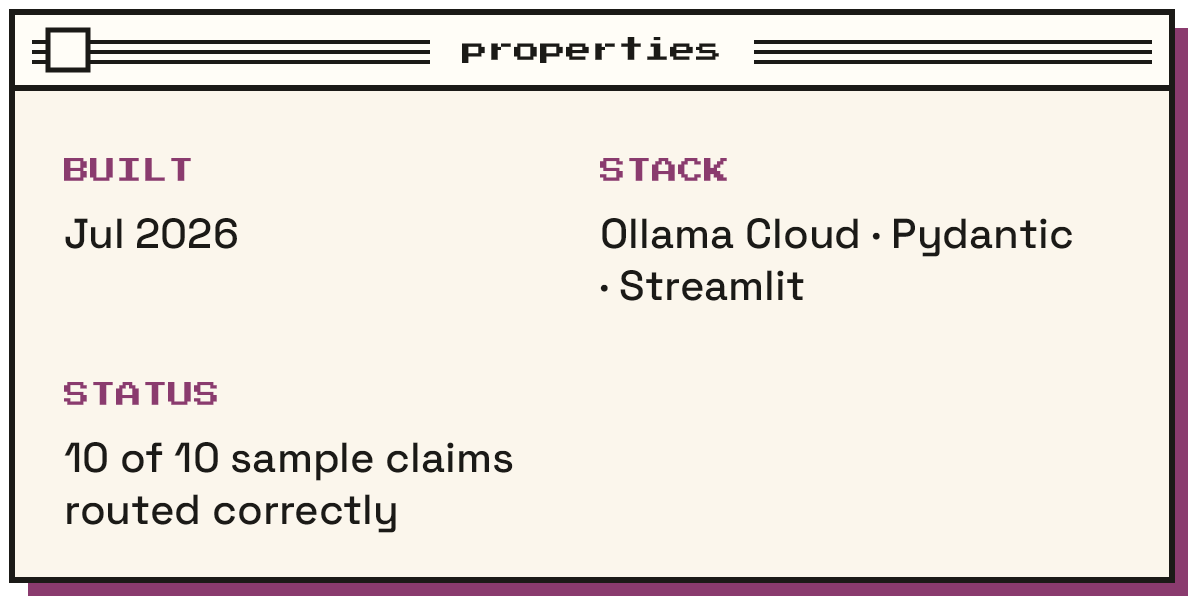 properties
BUILT
Jul 2026
STACK
Ollama Cloud · Pydantic
· Streamlit
STATUS
10 of 10 sample claims
routed correctly